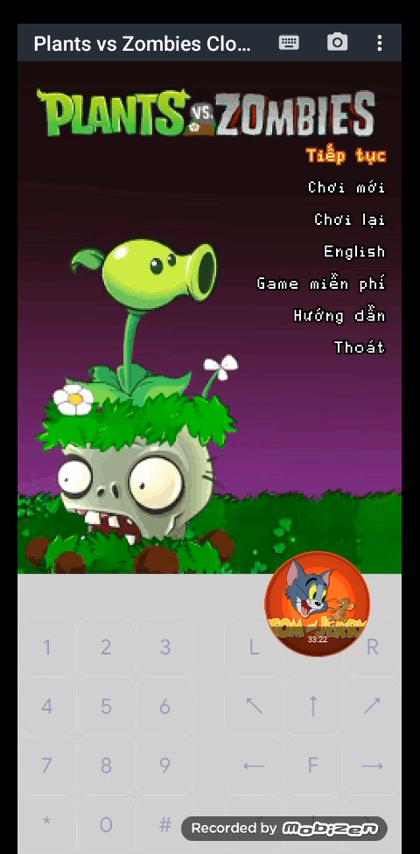 Plants vs Zombies Clo...
PLANTS VS. ZOMBIES
Tiếp tục
Chơi mới
Chơi lại
English
Game miễn phí
Hướng dẫn
Thoát
TOM and JERRY
33:22
1 2 3 L R
4 5 6 ↖ ↑ ↗
7 8 9 ← F →
* 0 #
Recorded by mobizen